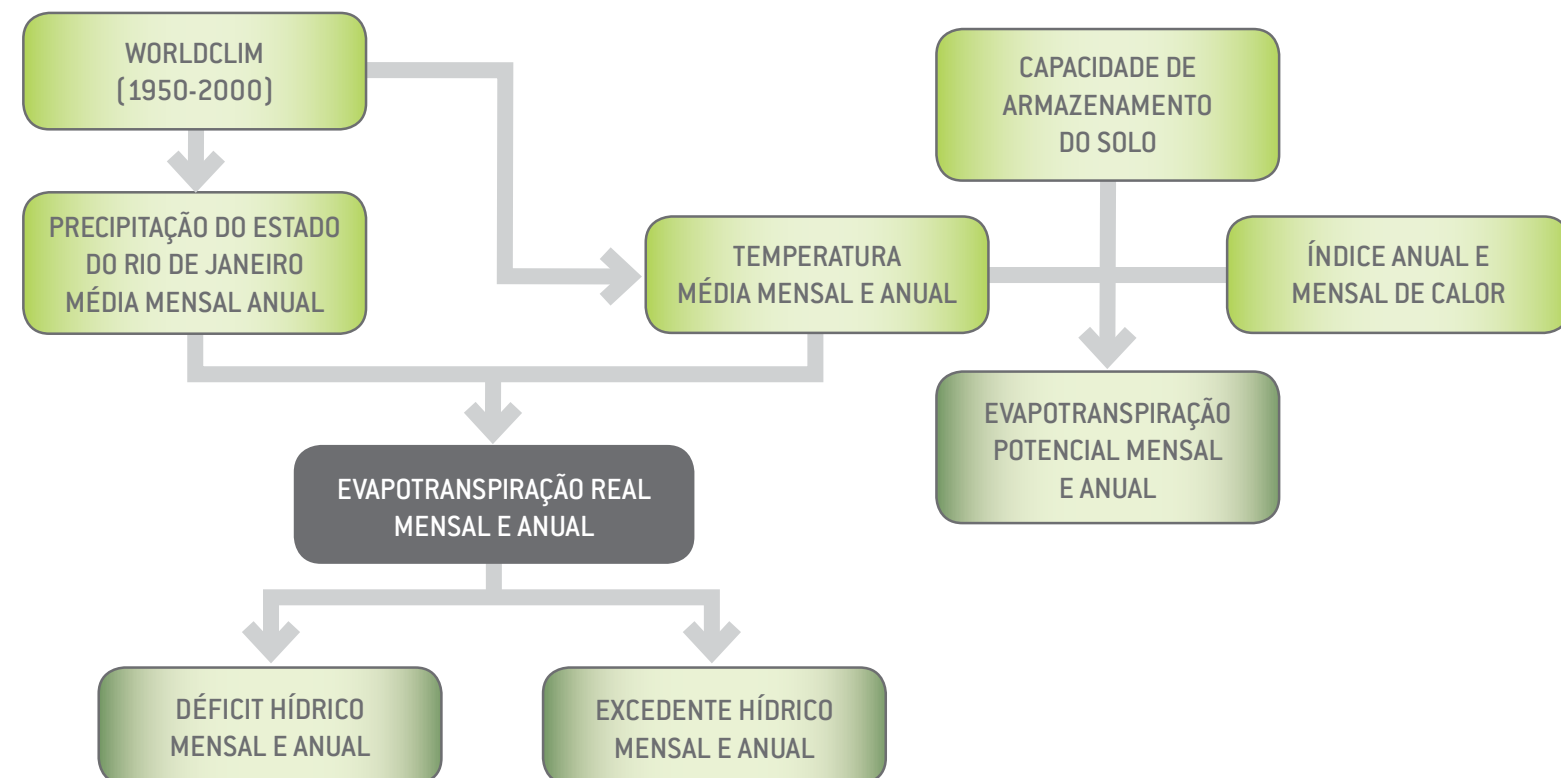 WORLDCLIM
(1950-2000)
CAPACIDADE DE
ARMAZENAMENTO
DO SOLO
PRECIPITAÇÃO DO ESTADO
DO RIO DE JANEIRO
MÉDIA MENSAL ANUAL
TEMPERATURA
MÉDIA MENSAL E ANUAL
ÍNDICE ANUAL E
MENSAL DE CALOR
EVAPOTRANSPIRAÇÃO
POTENCIAL MENSAL
E ANUAL
EVAPOTRANSPIRAÇÃO REAL
MENSAL E ANUAL
DÉFICIT HÍDRICO
MENSAL E ANUAL
EXCEDENTE HÍDRICO
MENSAL E ANUAL